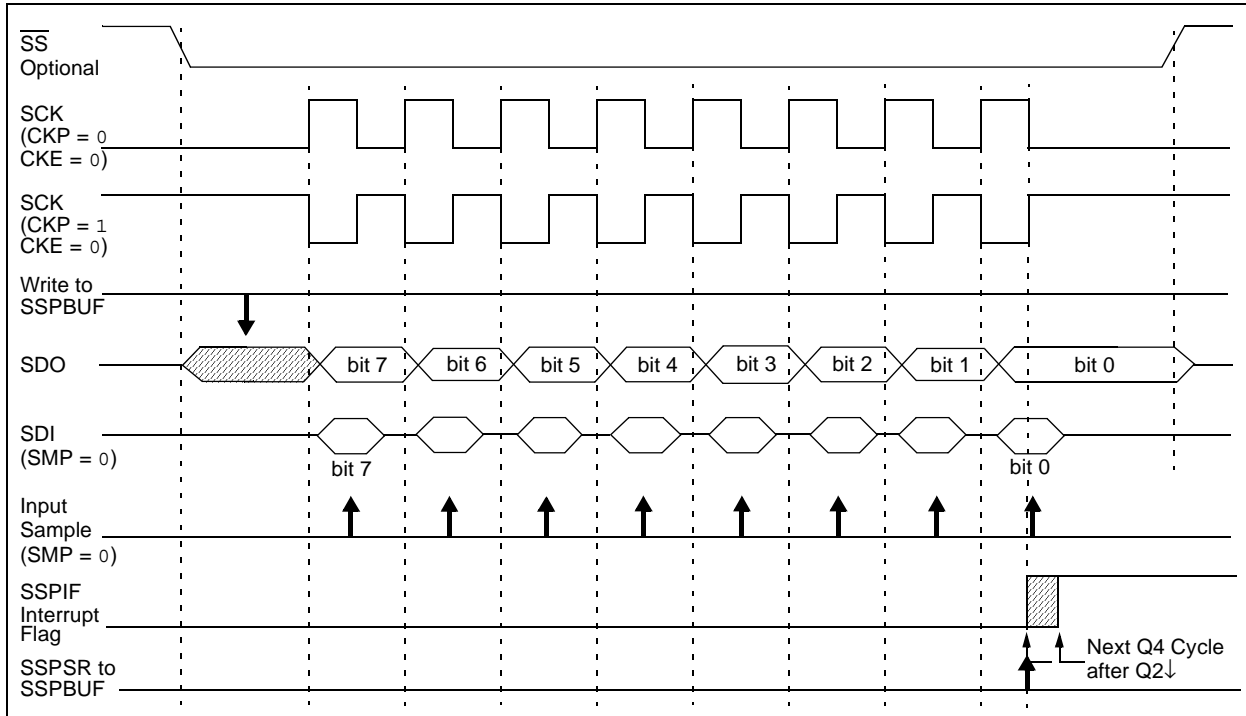 SS
Optional
SCK
(CKP = 0
CKE = 0)
SCK
(CKP = 1
CKE = 0)
Write to
SSPBUF
SDO
bit 7
bit 6
bit 5
bit 4
bit 3
bit 2
bit 1
bit 0
SDI
(SMP = 0)
bit 7
bit 0
Input
Sample
(SMP = 0)
SSPIF
Interrupt
Flag
Next Q4 Cycle
after Q2↓
SSPSR to
SSPBUF